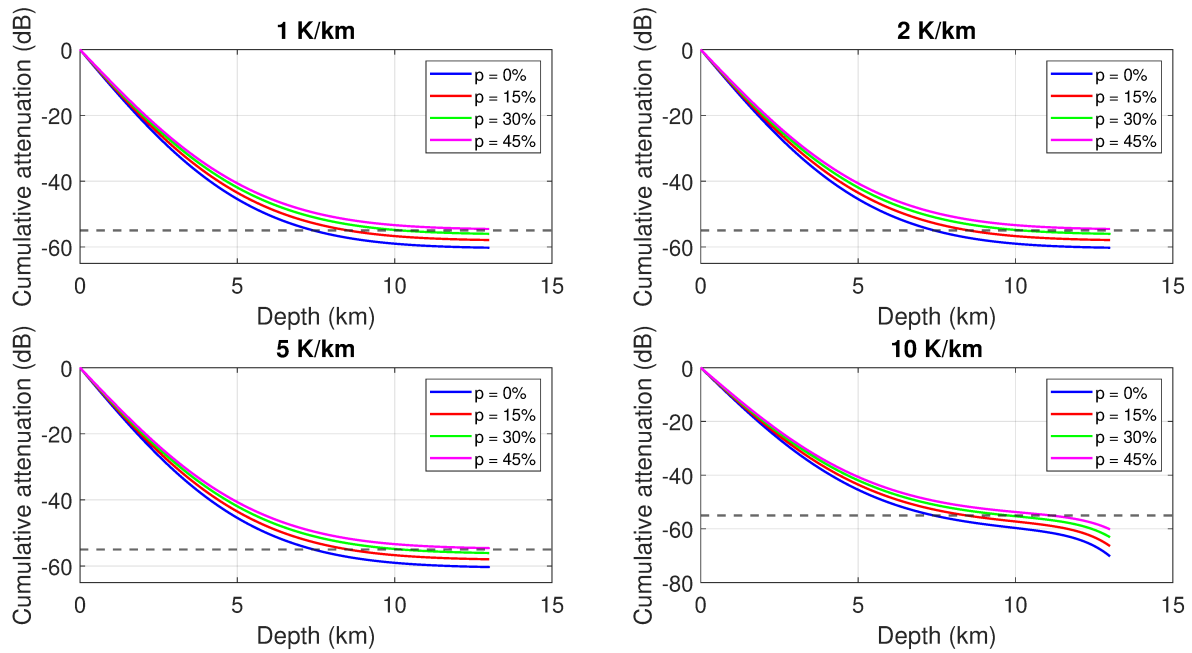 1 K/km
Cumulative attenuation (dB)
0
-20
-40
-60
p = 0%
p = 15%
p = 30%
p = 45%
0 5 10 15
Depth (km)
2 K/km
Cumulative attenuation (dB)
0
-20
-40
-60
p = 0%
p = 15%
p = 30%
p = 45%
0 5 10 15
Depth (km)
5 K/km
Cumulative attenuation (dB)
0
-20
-40
-60
p = 0%
p = 15%
p = 30%
p = 45%
0 5 10 15
Depth (km)
10 K/km
Cumulative attenuation (dB)
0
-20
-40
-60
-80
p = 0%
p = 15%
p = 30%
p = 45%
0 5 10 15
Depth (km)